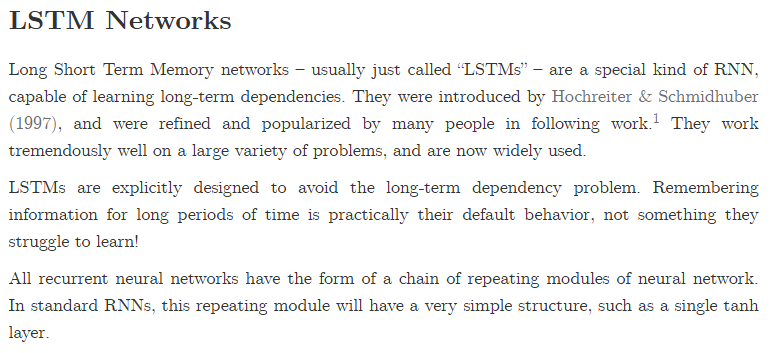 LSTM Networks
Long Short Term Memory networks – usually just called “LSTMs” – are a special kind of RNN,
capable of learning long-term dependencies. They were introduced by Hochreiter & Schmidhuber
(1997), and were refined and popularized by many people in following work.¹ They work
tremendously well on a large variety of problems, and are now widely used.
LSTMs are explicitly designed to avoid the long-term dependency problem. Remembering
information for long periods of time is practically their default behavior, not something they
struggle to learn!
All recurrent neural networks have the form of a chain of repeating modules of neural network.
In standard RNNs, this repeating module will have a very simple structure, such as a single tanh
layer.